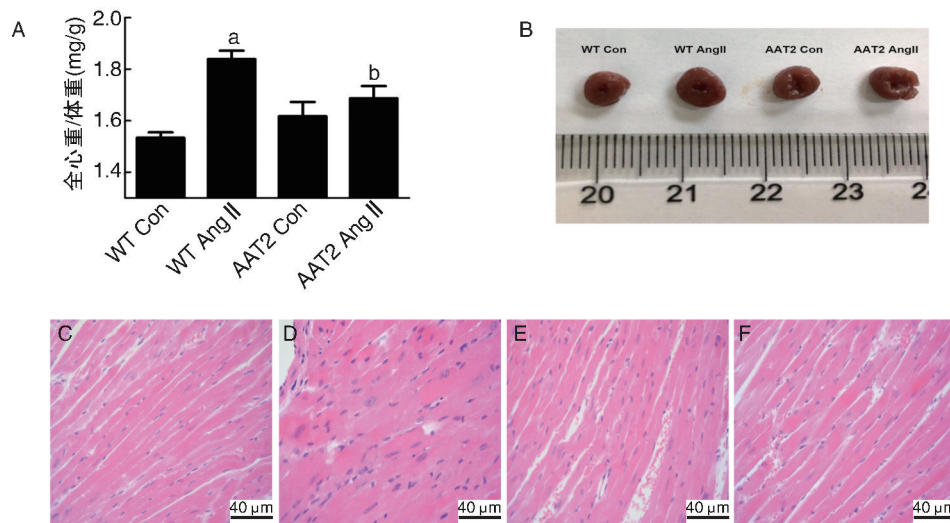 A
全心重/体重(mg/g)
2.0
1.8
1.6
1.4
a
b
WT Con
WT Ang II
AAT2 Con
AAT2 Ang II
B
WT Con
WT AngII
AAT2 Con
AAT2 AngII
20
21
22
23
C
40 μm
D
40 μm
E
40 μm
F
40 μm